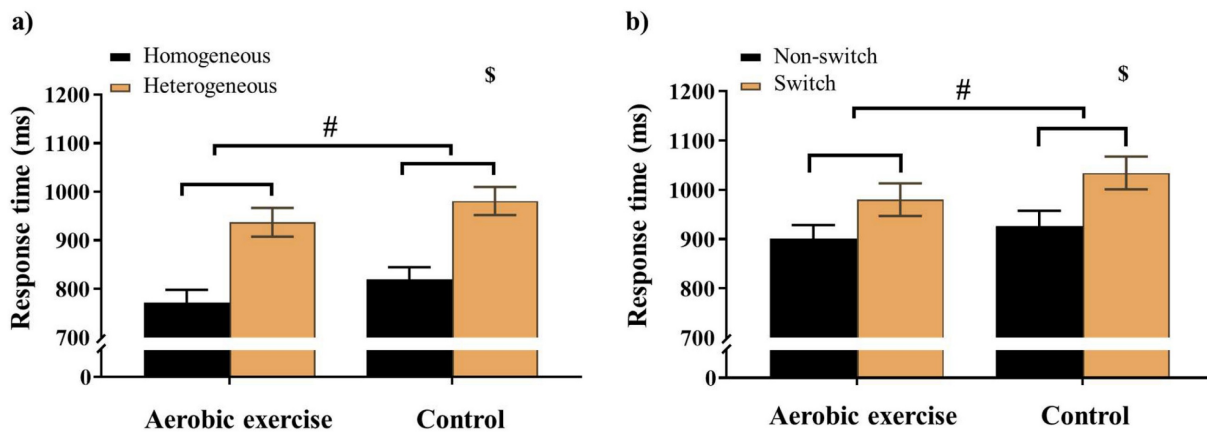 a)
Homogeneous
Heterogeneous
$
#
Response time (ms)
1200
1100
1000
900
800
700
0
Aerobic exercise
Control
b)
Non-switch
Switch
$
#
Response time (ms)
1200
1100
1000
900
800
700
0
Aerobic exercise
Control